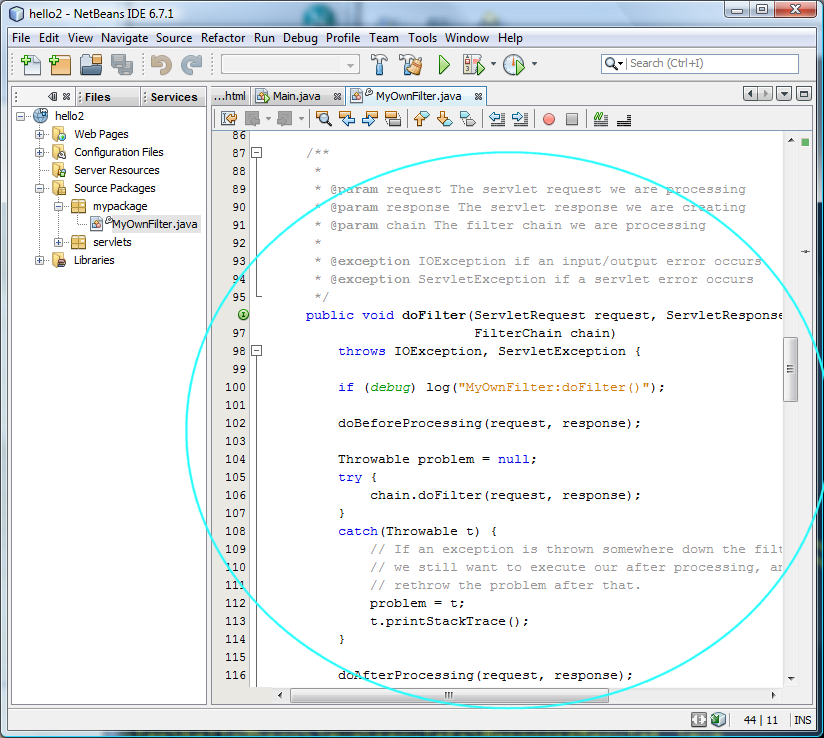 hello2 - NetBeans IDE 6.7.1
File Edit View Navigate Source Refactor Run Debug Profile Team Tools Window Help
Search (Ctrl+I)
Files Services
...html Main.java MyOwnFilter.java
hello2
Web Pages
Configuration Files
Server Resources
Source Packages
mypackage
MyOwnFilter.java
servlets
Libraries
86
87 /**
88 *
89 * @param request The servlet request we are processing
90 * @param response The servlet response we are creating
91 * @param chain The filter chain we are processing
92 *
93 * @exception IOException if an input/output error occurs
94 * @exception ServletException if a servlet error occurs
95 */
public void doFilter(ServletRequest request, ServletResponse
97 FilterChain chain)
98 throws IOException, ServletException {
99
100 if (debug) log("MyOwnFilter:doFilter()");
101
102 doBeforeProcessing(request, response);
103
104 Throwable problem = null;
105 try {
106 chain.doFilter(request, response);
107 }
108 catch(Throwable t) {
109 // If an exception is thrown somewhere down the filt
110 // we still want to execute our after processing, an
111 // rethrow the problem after that.
112 problem = t;
113 t.printStackTrace();
114 }
115
116 doAfterProcessing(request, response);
44 | 11 INS